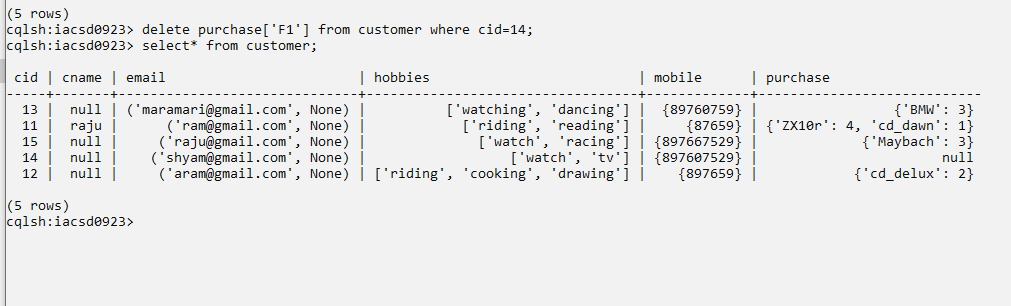 (5 rows)
cqlsh:iacsd0923> delete purchase['F1'] from customer where cid=14;
cqlsh:iacsd0923> select* from customer;
cid | cname | email | hobbies | mobile | purchase
-----+-------+-----------------------------+----------------------------------+-------------+----------------------------
13 | null | ('maramari@gmail.com', None) | ['watching', 'dancing'] | {89760759} | {'BMW': 3}
11 | raju | ('ram@gmail.com', None) | ['riding', 'reading'] | {87659} | {'ZX10r': 4, 'cd_dawn': 1}
15 | null | ('raju@gmail.com', None) | ['watch', 'racing'] | {897667529} | {'Maybach': 3}
14 | null | ('shyam@gmail.com', None) | ['watch', 'tv'] | {897607529} | null
12 | null | ('aram@gmail.com', None) | ['riding', 'cooking', 'drawing'] | {897659} | {'cd_delux': 2}
(5 rows)
cqlsh:iacsd0923>